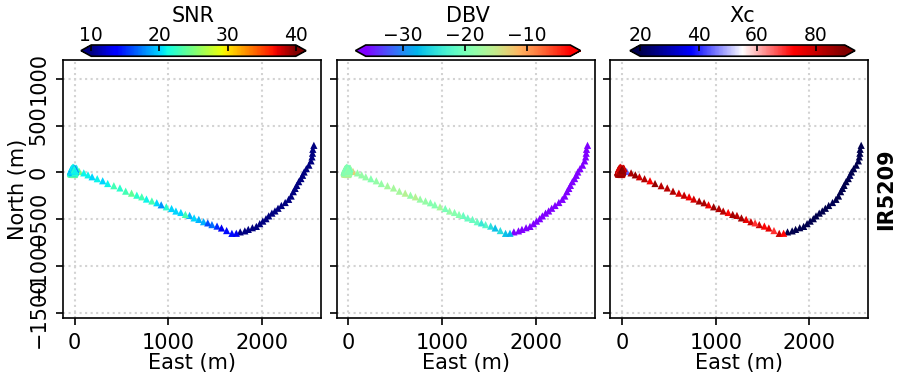 SNR DBV Xc
10 20 30 40 −30 −20 −10 20 40 60 80
1000
500
0
−500
−1000
−1500
North (m)
IR5209
0 1000 2000 0 1000 2000 0 1000 2000
East (m) East (m) East (m)